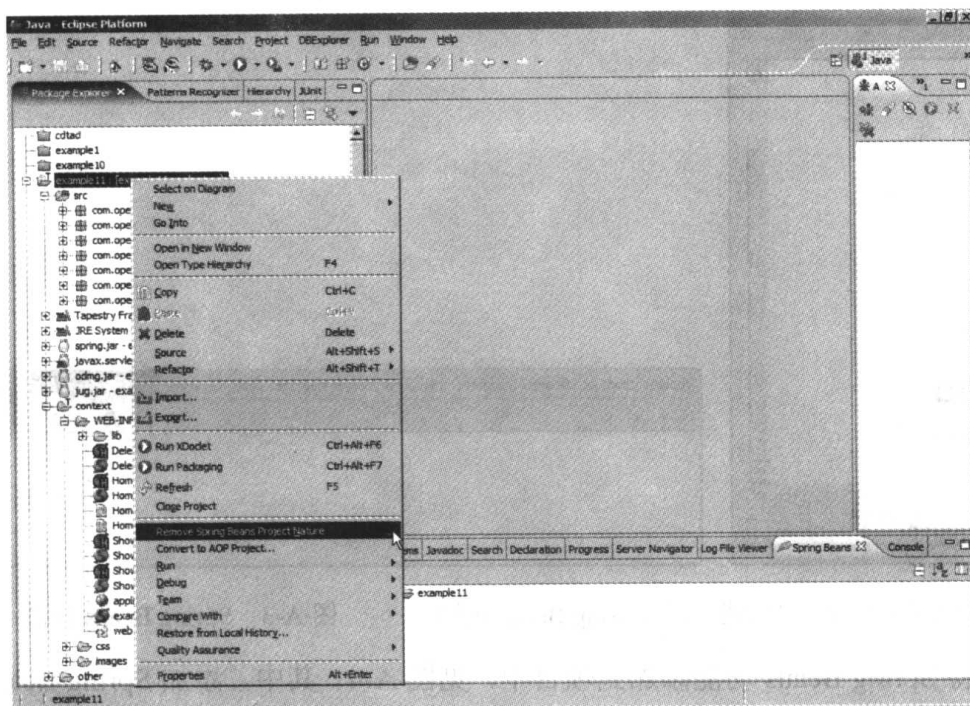 Java - Eclipse Platform
File Edit Source Refactor Navigate Search Project DBExplorer Run Window Help
Java
Package Explorer Patterns Recognizer Hierarchy JUnit
A
cdtad
example1
example10
example11
src
com.ope
com.ope
com.ope
com.ope
com.ope
com.ope
com.ope
Tapestry Fra
JRE System
spring.jar - e
javax.servle
odmg.jar - e
jug.jar - exa
context
WEB-INF
lib
Dele
Dele
Hom
Hom
Hom
Hom
Show
Show
Show
Show
appl
exam
web
css
images
other
Select on Diagram
New
Go Into
Open in New Window
Open Type Hierarchy F4
Copy Ctrl+C
Paste Ctrl+V
Delete Delete
Source Alt+Shift+S
Refactor Alt+Shift+T
Import...
Export...
Run XDoclet Ctrl+Alt+F6
Run Packaging Ctrl+Alt+F7
Refresh F5
Close Project
Remove Spring Beans Project Nature
Convert to AOP Project...
Run
Debug
Team
Compare With
Restore from Local History...
Quality Assurance
Properties Alt+Enter
ems Javadoc Search Declaration Progress Server Navigator Log File Viewer Spring Beans Console
example11
example11